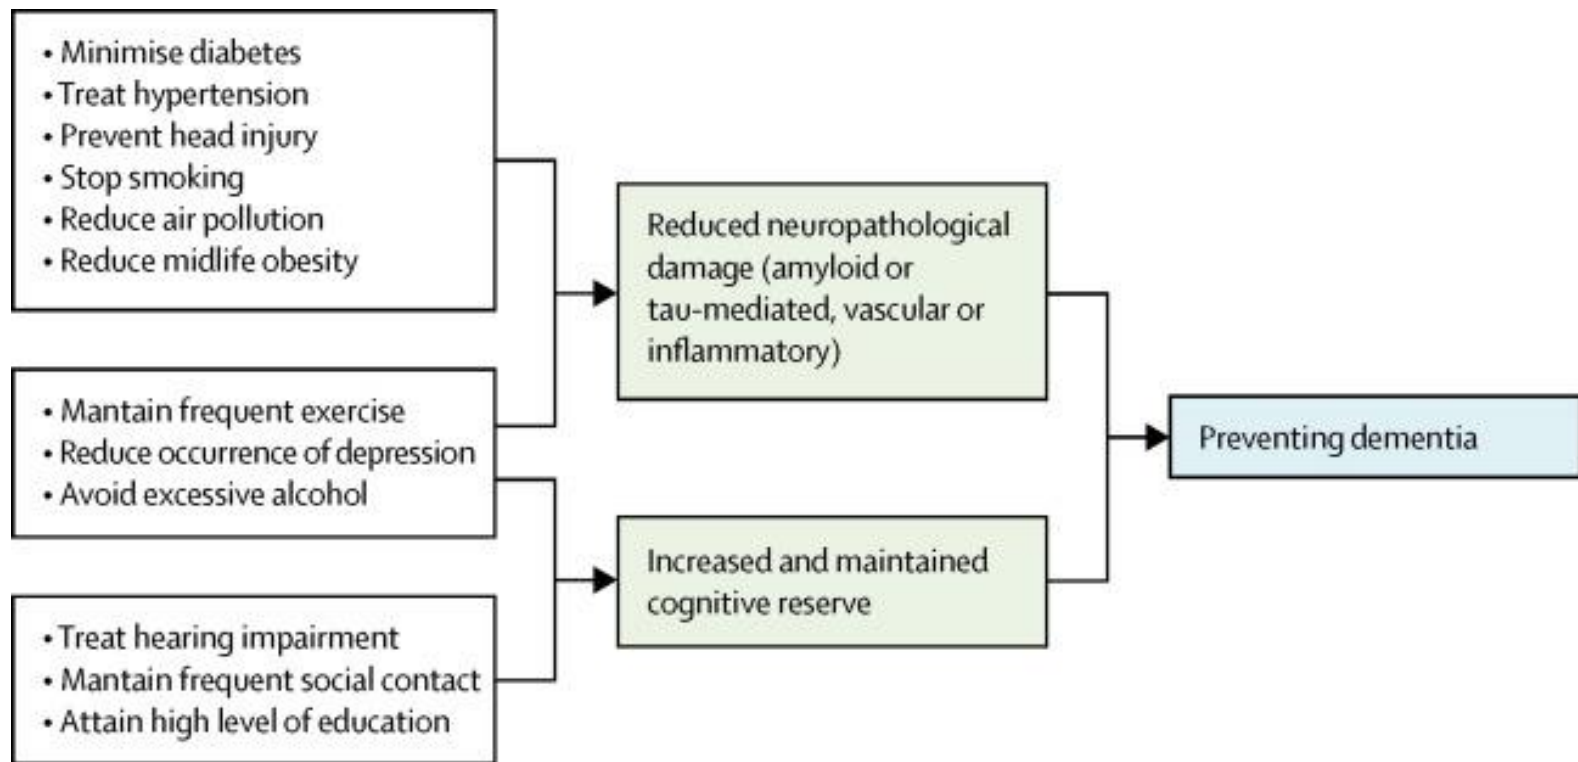 • Minimise diabetes
• Treat hypertension
• Prevent head injury
• Stop smoking
• Reduce air pollution
• Reduce midlife obesity
• Mantain frequent exercise
• Reduce occurrence of depression
• Avoid excessive alcohol
• Treat hearing impairment
• Mantain frequent social contact
• Attain high level of education
Reduced neuropathological
damage (amyloid or
tau-mediated, vascular or
inflammatory)
Increased and maintained
cognitive reserve
Preventing dementia